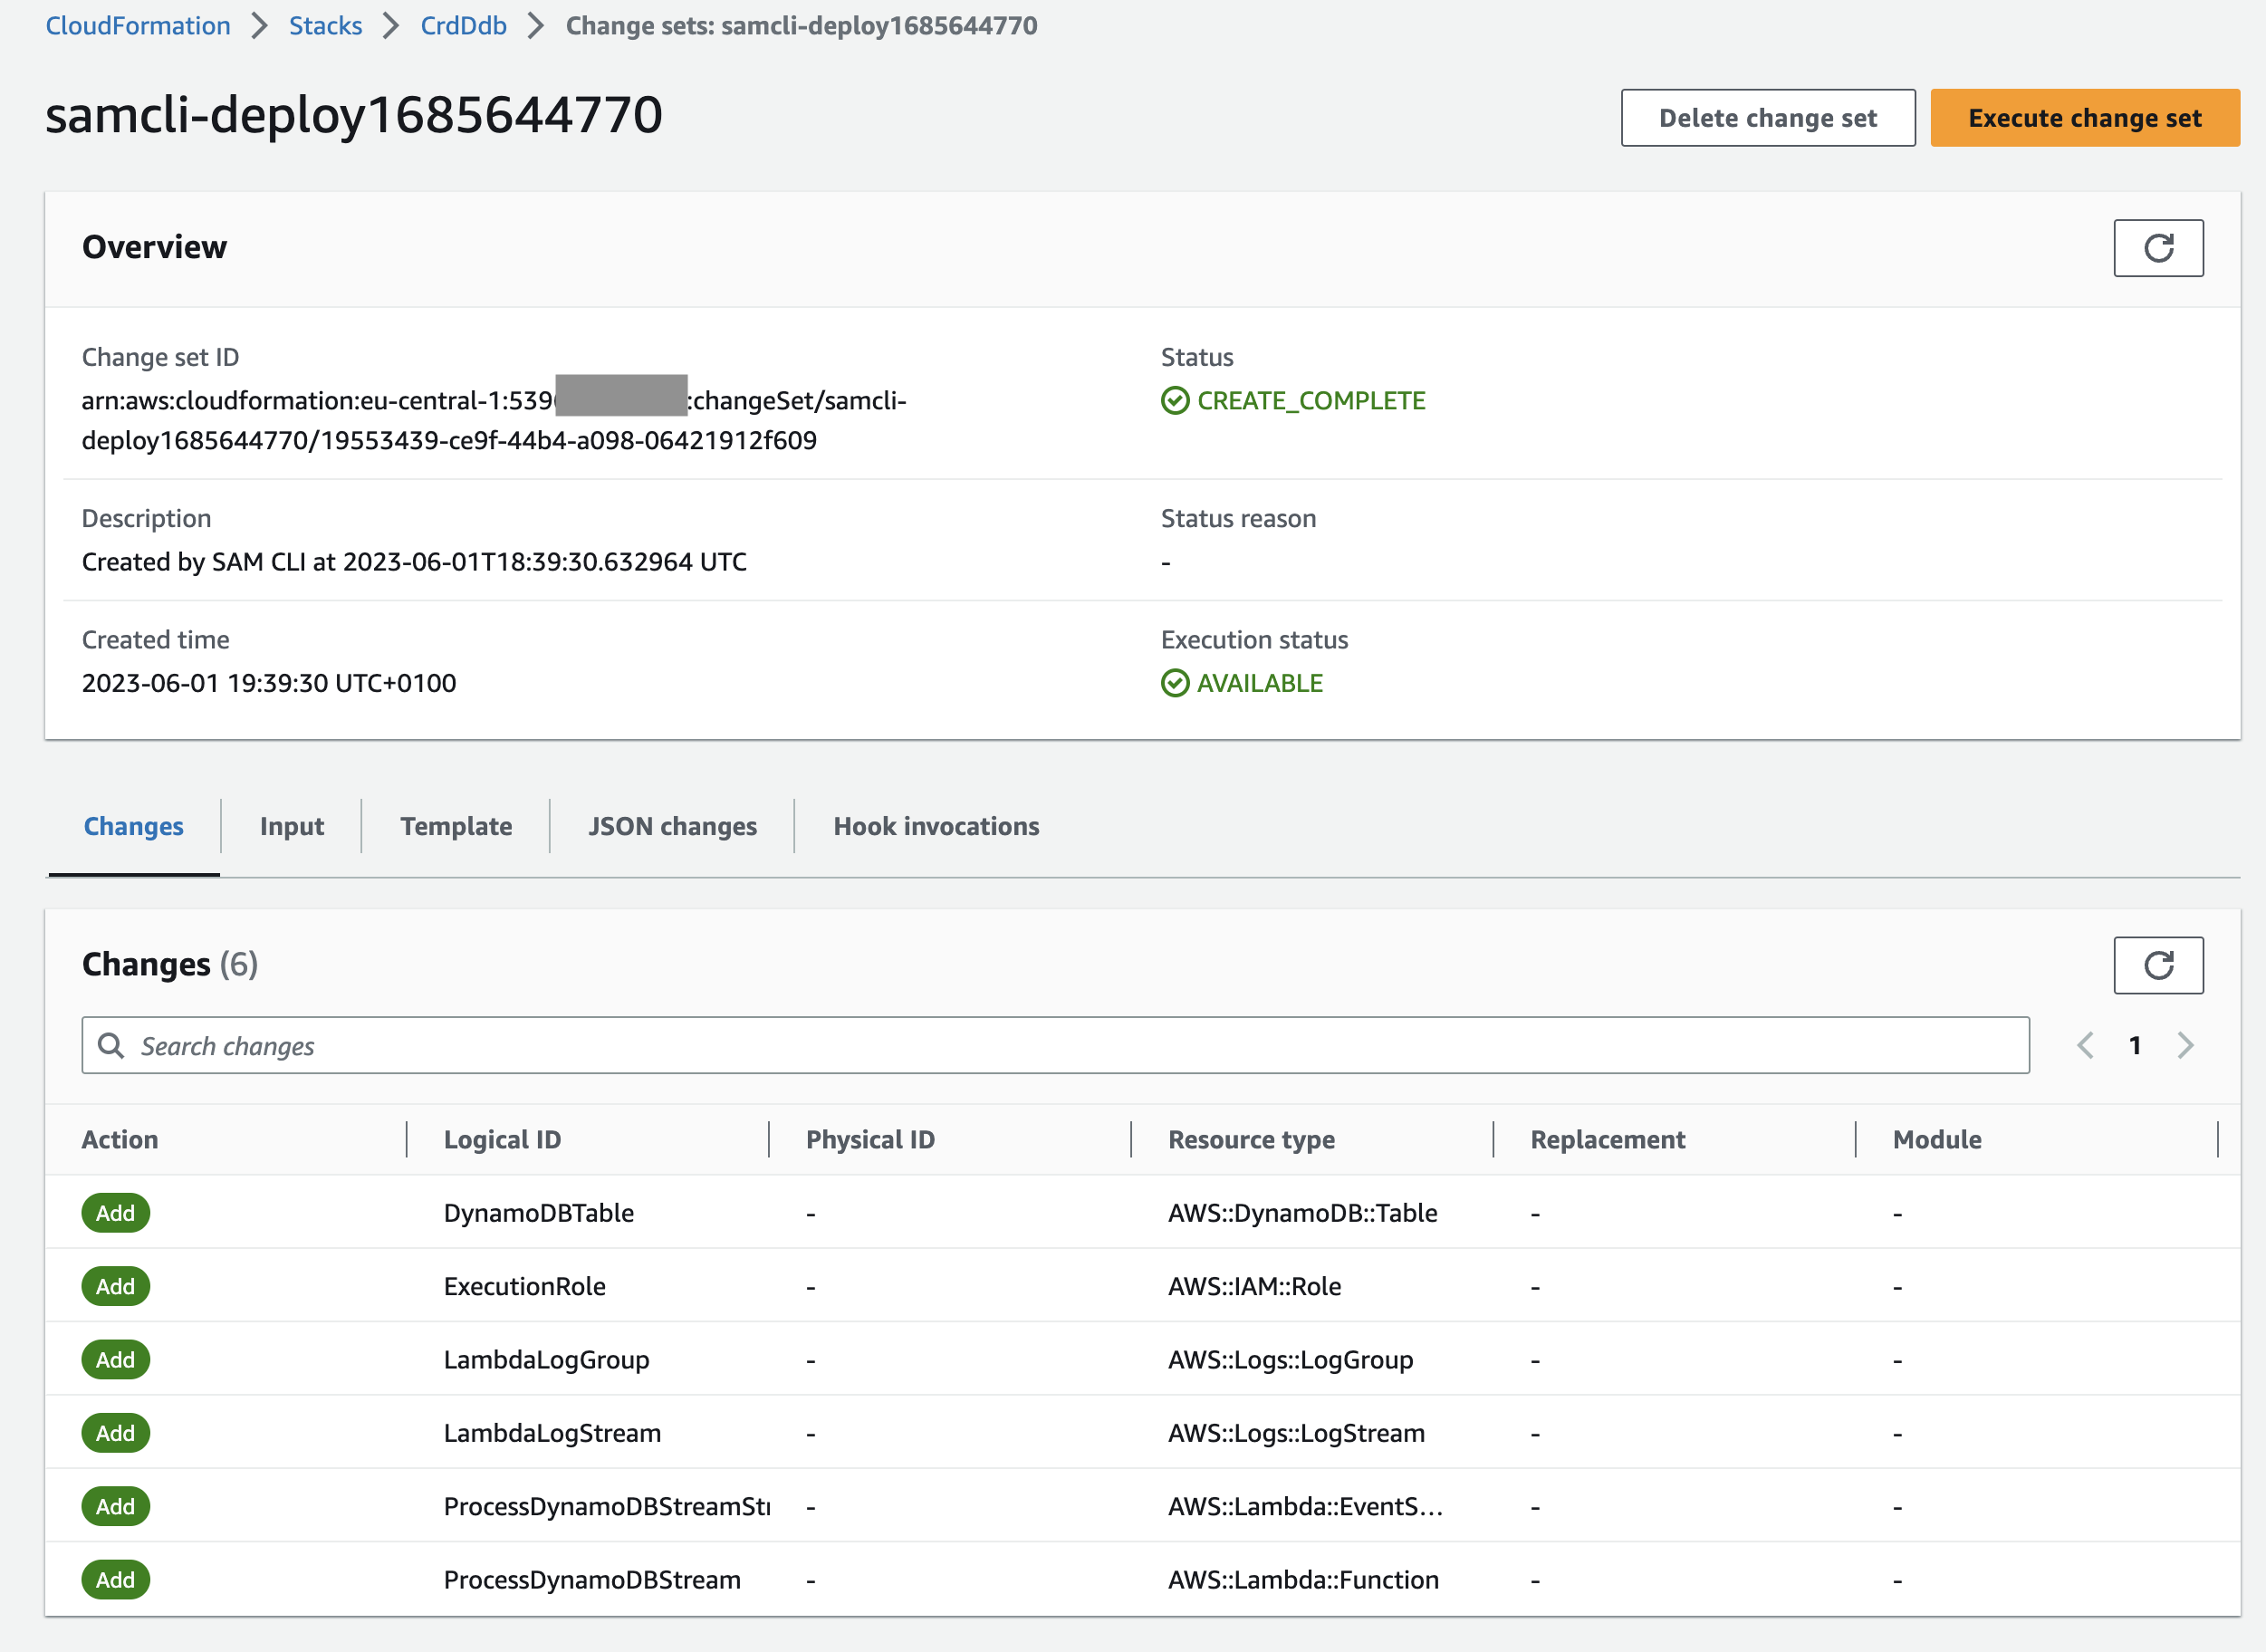 CloudFormation > Stacks > CrdDdb > Change sets: samcli-deploy1685644770
samcli-deploy1685644770
Delete change set
Execute change set
Overview
Change set ID
arn:aws:cloudformation:eu-central-1:539 :changeSet/samcli-
deploy1685644770/19553439-ce9f-44b4-a098-06421912f609
Status
CREATE_COMPLETE
Description
Created by SAM CLI at 2023-06-01T18:39:30.632964 UTC
Status reason
-
Created time
2023-06-01 19:39:30 UTC+0100
Execution status
AVAILABLE
Changes Input Template JSON changes Hook invocations
Changes (6)
Search changes
1
Action Logical ID Physical ID Resource type Replacement Module
Add DynamoDBTable - AWS::DynamoDB::Table - -
Add ExecutionRole - AWS::IAM::Role - -
Add LambdaLogGroup - AWS::Logs::LogGroup - -
Add LambdaLogStream - AWS::Logs::LogStream - -
Add ProcessDynamoDBStreamStr - AWS::Lambda::EventS... - -
Add ProcessDynamoDBStream - AWS::Lambda::Function - -